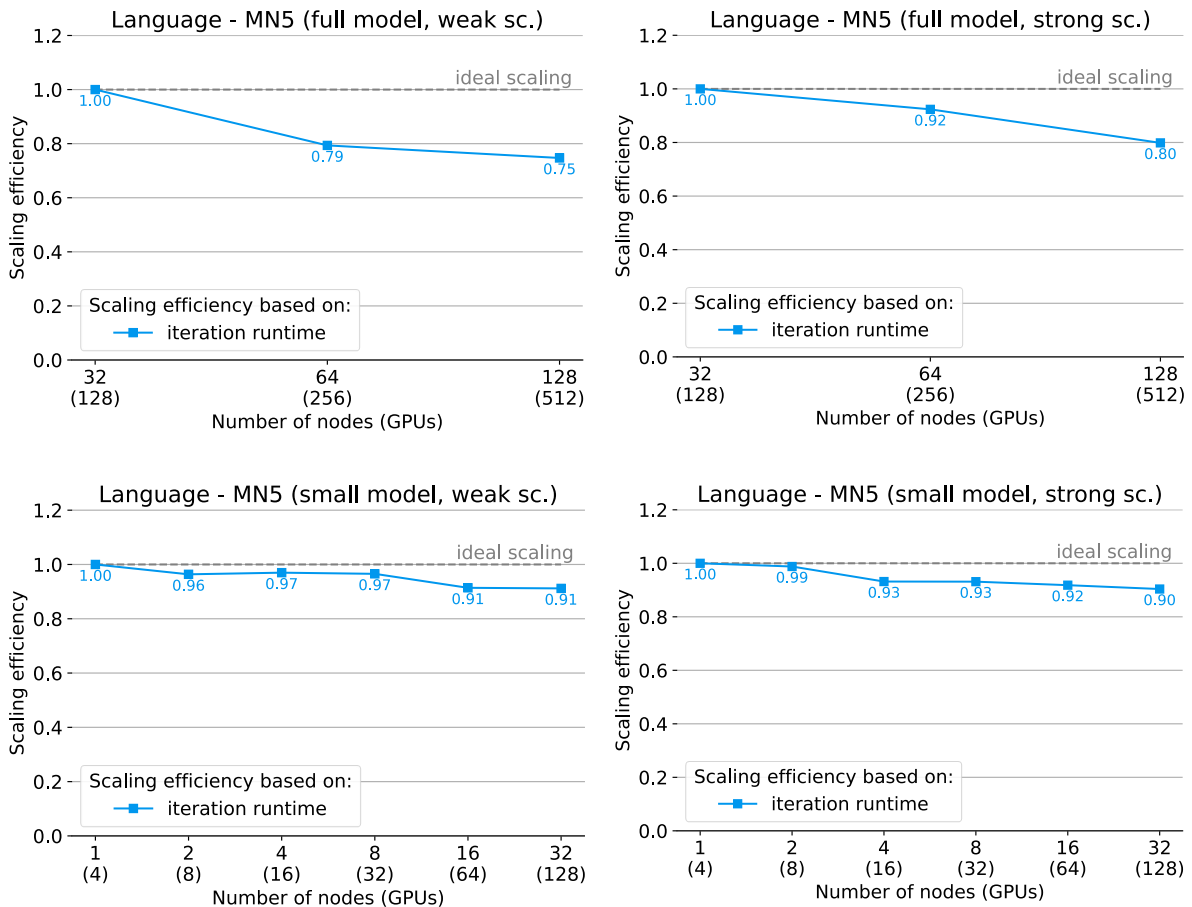 Language - MN5 (full model, weak sc.)
1.2
1.0
0.8
0.6
0.4
0.2
0.0
Scaling efficiency
ideal scaling
1.00
0.79
0.75
Scaling efficiency based on:
iteration runtime
32 64 128
(128) (256) (512)
Number of nodes (GPUs)
Language - MN5 (full model, strong sc.)
1.2
1.0
0.8
0.6
0.4
0.2
0.0
Scaling efficiency
ideal scaling
1.00
0.92
0.80
Scaling efficiency based on:
iteration runtime
32 64 128
(128) (256) (512)
Number of nodes (GPUs)
Language - MN5 (small model, weak sc.)
1.2
1.0
0.8
0.6
0.4
0.2
0.0
Scaling efficiency
ideal scaling
1.00 0.96 0.97 0.97 0.91 0.91
Scaling efficiency based on:
iteration runtime
1 2 4 8 16 32
(4) (8) (16) (32) (64) (128)
Number of nodes (GPUs)
Language - MN5 (small model, strong sc.)
1.2
1.0
0.8
0.6
0.4
0.2
0.0
Scaling efficiency
ideal scaling
1.00 0.99 0.93 0.93 0.92 0.90
Scaling efficiency based on:
iteration runtime
1 2 4 8 16 32
(4) (8) (16) (32) (64) (128)
Number of nodes (GPUs)